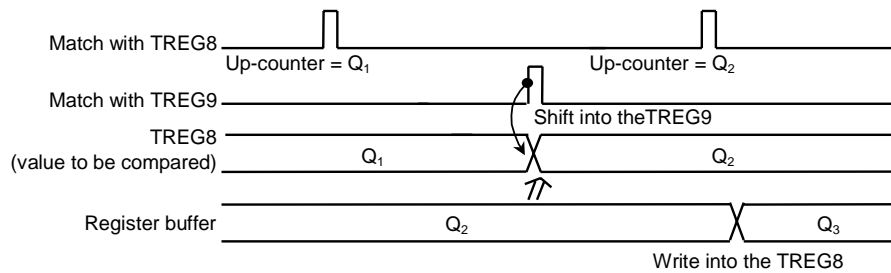 Match with TREG8
Up-counter = Q1
Up-counter = Q2
Match with TREG9
Shift into theTREG9
TREG8
(value to be compared)
Q1
Q2
Register buffer
Q2
Q3
Write into the TREG8